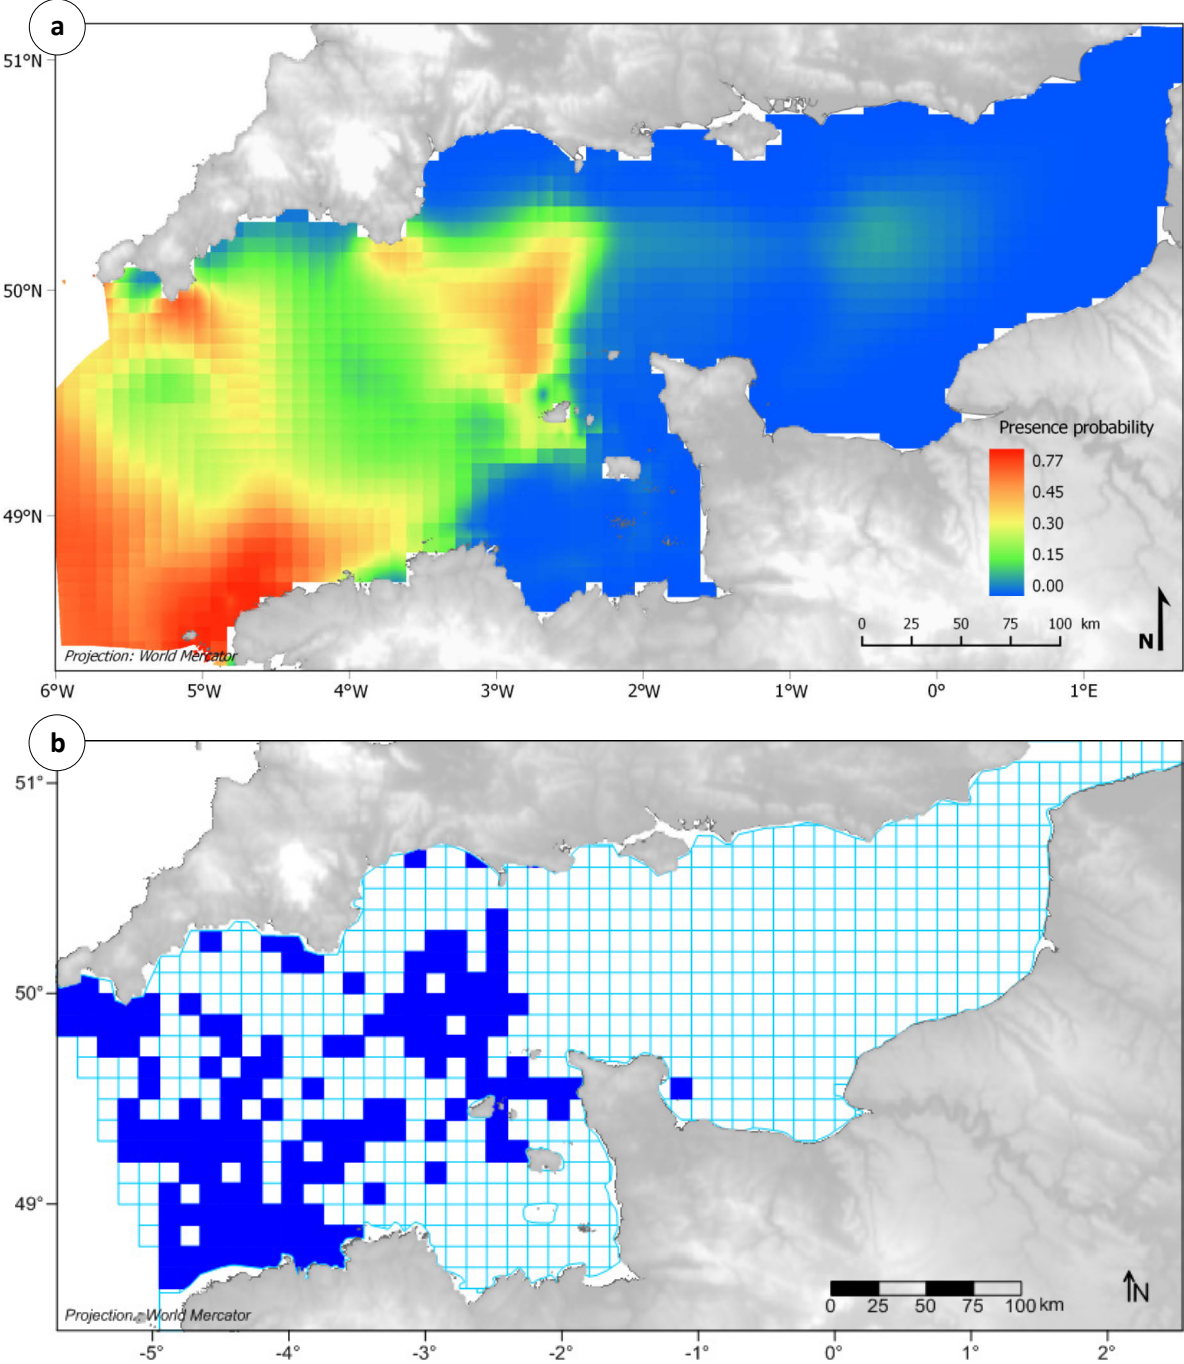 a
51°N
50°N
49°N
Presence probability
0.77
0.45
0.30
0.15
0.00
0 25 50 75 100 km
N
Projection: World Mercator
6°W 5°W 4°W 3°W 2°W 1°W 0° 1°E
b
51°
50°
49°
0 25 50 75 100 km
N
Projection: World Mercator
-5° -4° -3° -2° -1° 0° 1° 2°